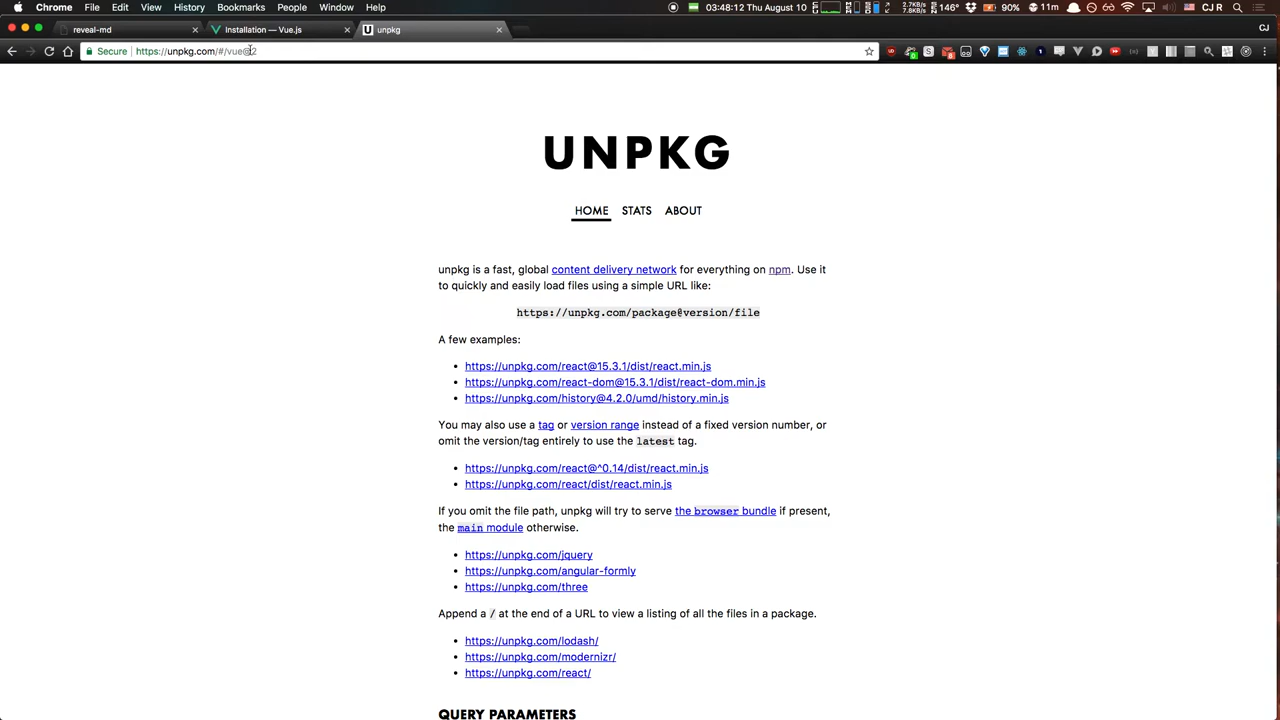 Chrome File Edit View History Bookmarks People Window Help
03:48:12 PM
2.7KB/s
2.9KB/s
146°
90%
11h
CJ R
reveal-md
Installation — Vue.js
unpkg
CJ
Secure https://unpkg.com/#/vue@2
UNPKG
HOME STATS ABOUT
unpkg is a fast, global content delivery network for everything on npm. Use it
to quickly and easily load files using a simple URL like:
https://unpkg.com/package@version/file
A few examples:
• https://unpkg.com/react@15.3.1/dist/react.min.js
• https://unpkg.com/react-dom@15.3.1/dist/react-dom.min.js
• https://unpkg.com/history@4.2.0/umd/history.min.js
You may also use a tag or version range instead of a fixed version number, or
omit the version/tag entirely to use the latest tag.
• https://unpkg.com/react@^0.14/dist/react.min.js
• https://unpkg.com/react/dist/react.min.js
If you omit the file path, unpkg will try to serve the browser bundle if present,
the main module otherwise.
• https://unpkg.com/jquery
• https://unpkg.com/angular-formly
• https://unpkg.com/three
Append a / at the end of a URL to view a listing of all the files in a package.
• https://unpkg.com/lodash/
• https://unpkg.com/modernizr/
• https://unpkg.com/react/
QUERY PARAMETERS